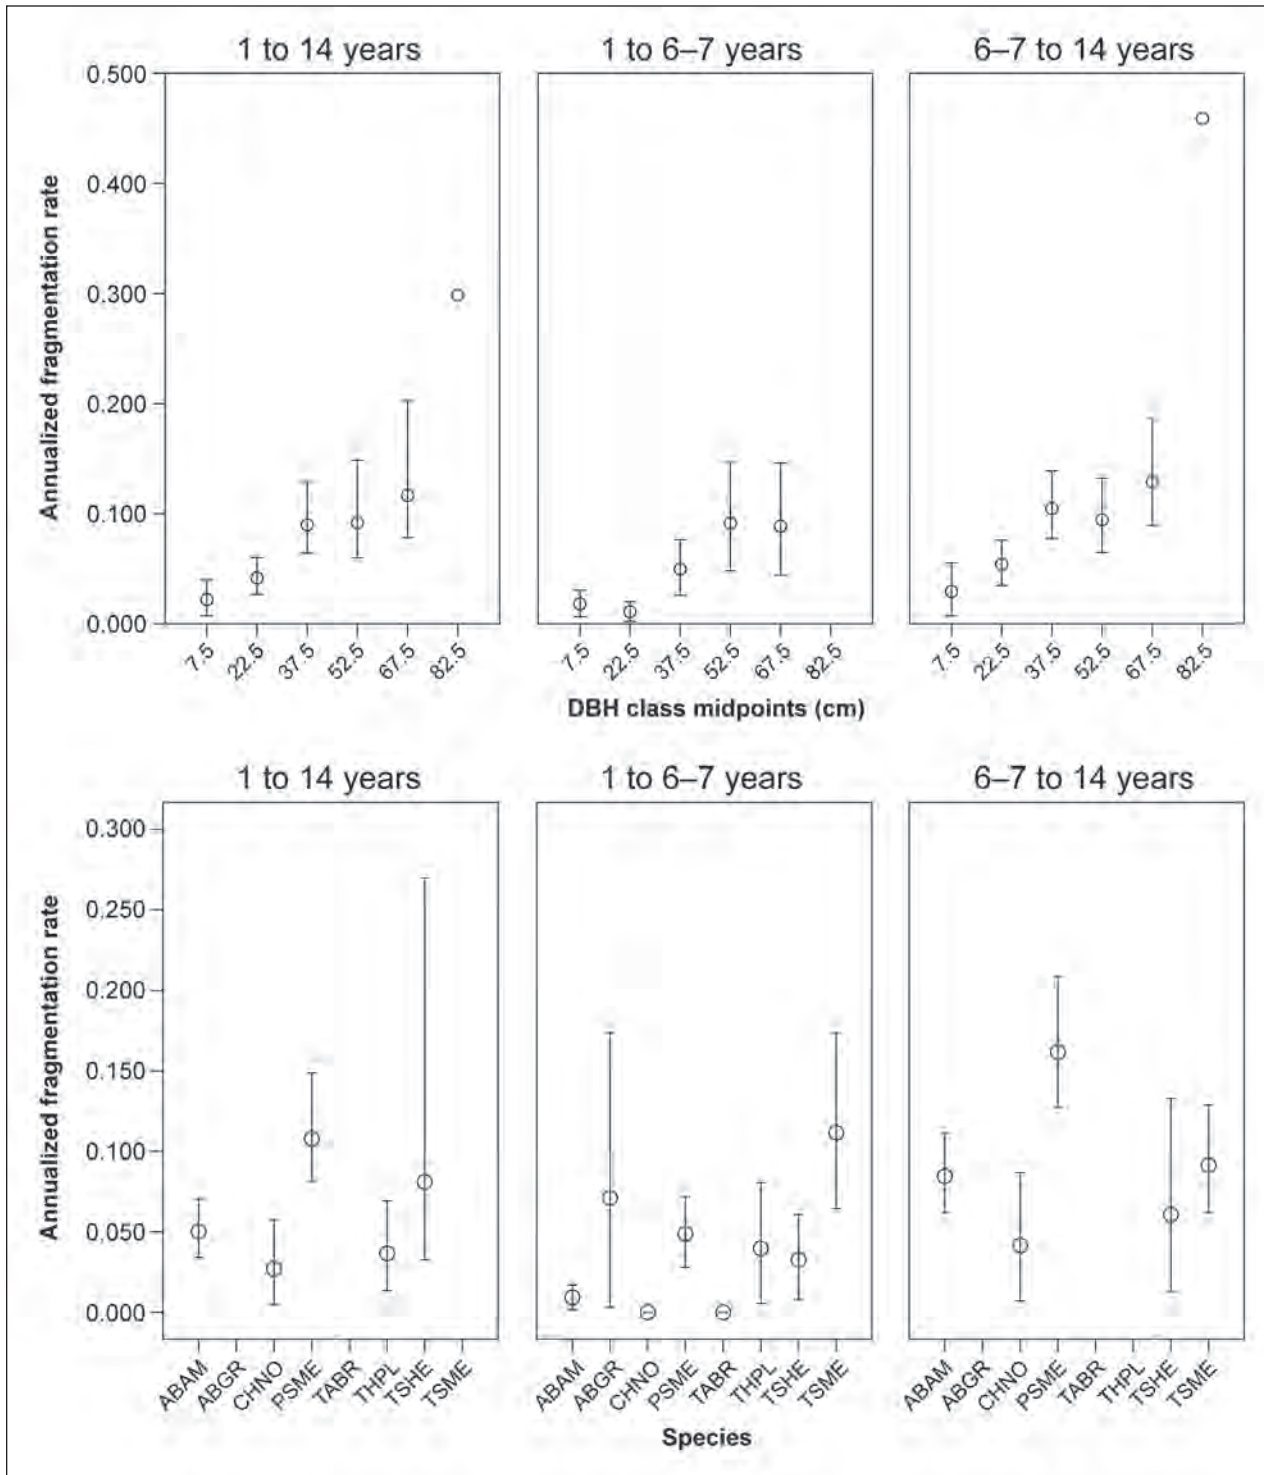 1 to 14 years 1 to 6–7 years 6–7 to 14 years
0.500
0.400
0.300
0.200
0.100
0.000
Annualized fragmentation rate
7.5 22.5 37.5 52.5 67.5 82.5 7.5 22.5 37.5 52.5 67.5 82.5 7.5 22.5 37.5 52.5 67.5 82.5
DBH class midpoints (cm)
1 to 14 years 1 to 6–7 years 6–7 to 14 years
0.300
0.250
0.200
0.150
0.100
0.050
0.000
Annualized fragmentation rate
ABAM ABGR CHNO PSME TABR THPL TSHE TSME ABAM ABGR CHNO PSME TABR THPL TSHE TSME ABAM ABGR CHNO PSME TABR THPL TSHE TSME
Species